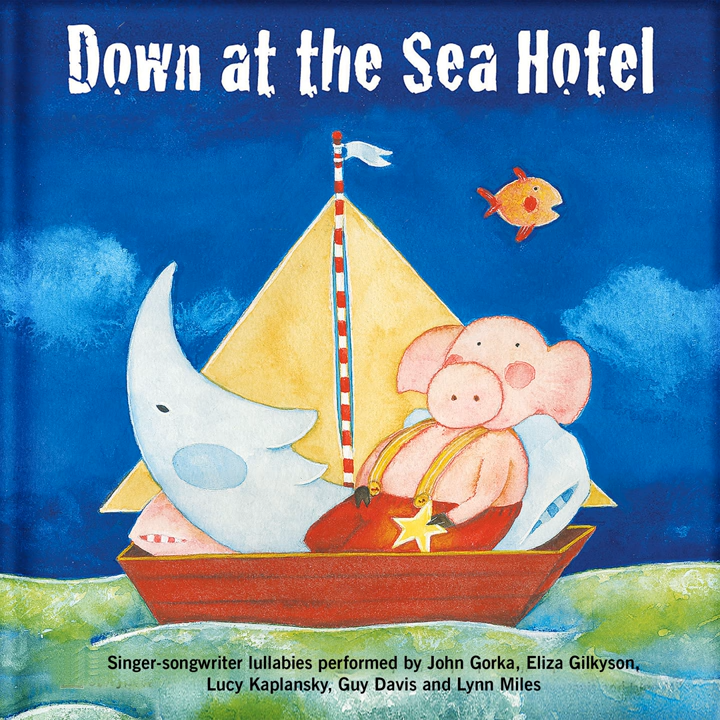 Down at the Sea Hotel
Singer-songwriter lullabies performed by John Gorka, Eliza Gilkyson,
Lucy Kaplansky, Guy Davis and Lynn Miles